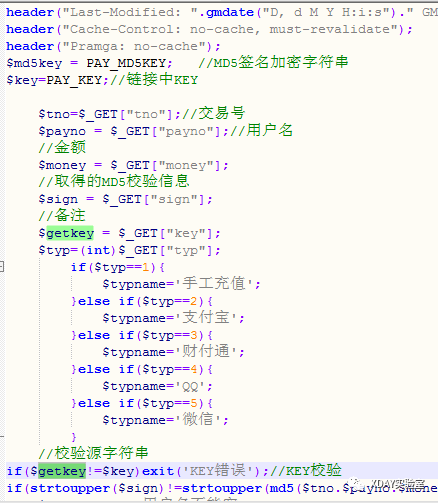 header("Last-Modified: ".gmdate("D, d M Y H:i:s")." GM
header("Cache-Control: no-cache, must-revalidate");
header("Pramga: no-cache");
$md5key = PAY_MD5KEY;   //MD5签名加密字符串
$key=PAY_KEY;//链接中KEY
$tno=$_GET["tno"];//交易号
$payno = $_GET["payno"];//用户名
//金额
$money = $_GET["money"];
//取得的MD5校验信息
$sign = $_GET["sign"];
//备注
$getkey = $_GET["key"];
$typ=(int)$_GET["typ"];
if($typ==1){
$typname='手工充值';
}else if($typ==2){
$typname='支付宝';
}else if($typ==3){
$typname='财付通';
}else if($typ==4){
$typname='QQ';
}else if($typ==5){
$typname='微信';
}
//校验源字符串
if($getkey!=$key)exit('KEY错误');//KEY校验
if(strtoupper($sign)!=strtoupper(md5($tno.$payno.$mone